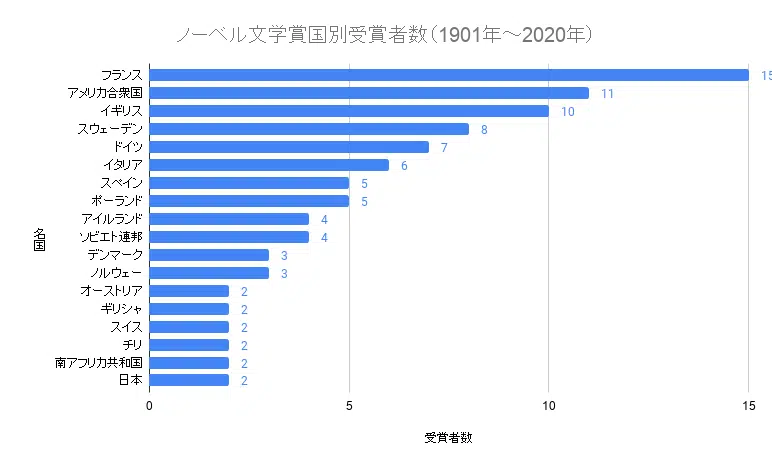 ノーベル文学賞国別受賞者数（1901年～2020年）
フランス 15
アメリカ合衆国 11
イギリス 10
スウェーデン 8
ドイツ 7
イタリア 6
スペイン 5
ポーランド 5
アイルランド 4
ソビエト連邦 4
デンマーク 3
ノルウェー 3
オーストリア 2
ギリシャ 2
スイス 2
チリ 2
南アフリカ共和国 2
日本 2
名国
0 5 10 15
受賞者数